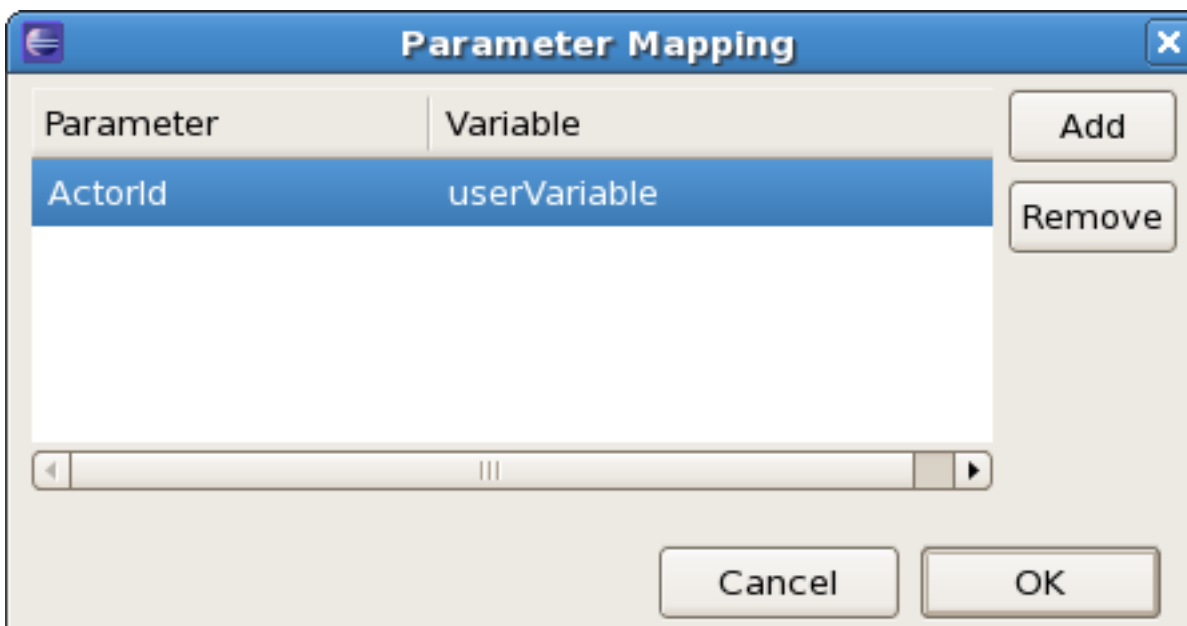 Parameter Mapping
Parameter Variable Add
ActorId userVariable
Remove
Cancel OK